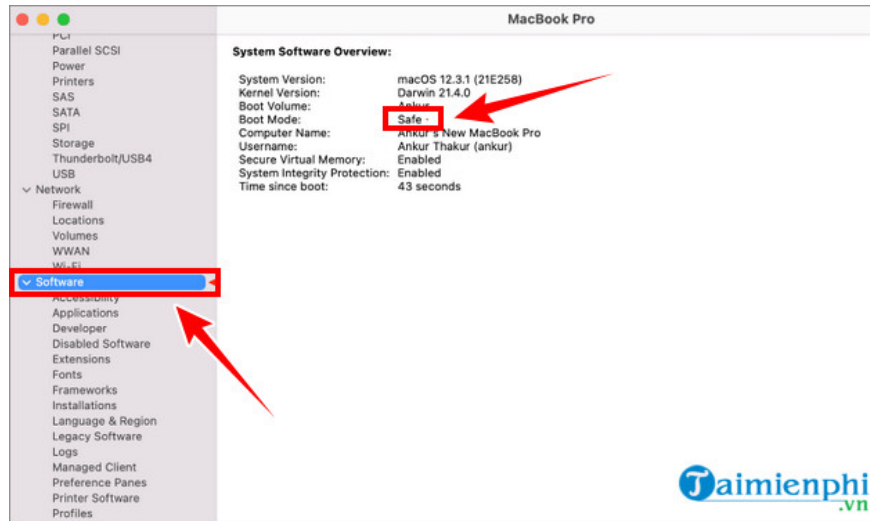 MacBook Pro
PCI
Parallel SCSI
Power
Printers
SAS
SATA
SPI
Storage
Thunderbolt/USB4
USB
Network
Firewall
Locations
Volumes
WWAN
Wi-Fi
Software
Accessibility
Applications
Developer
Disabled Software
Extensions
Fonts
Frameworks
Installations
Language & Region
Legacy Software
Logs
Managed Client
Preference Panes
Printer Software
Profiles
System Software Overview:
System Version: macOS 12.3.1 (21E258)
Kernel Version: Darwin 21.4.0
Boot Volume: Ankur
Boot Mode: Safe
Computer Name: Ankur's New MacBook Pro
Username: Ankur Thakur (ankur)
Secure Virtual Memory: Enabled
System Integrity Protection: Enabled
Time since boot: 43 seconds
Taimienphi
.vn